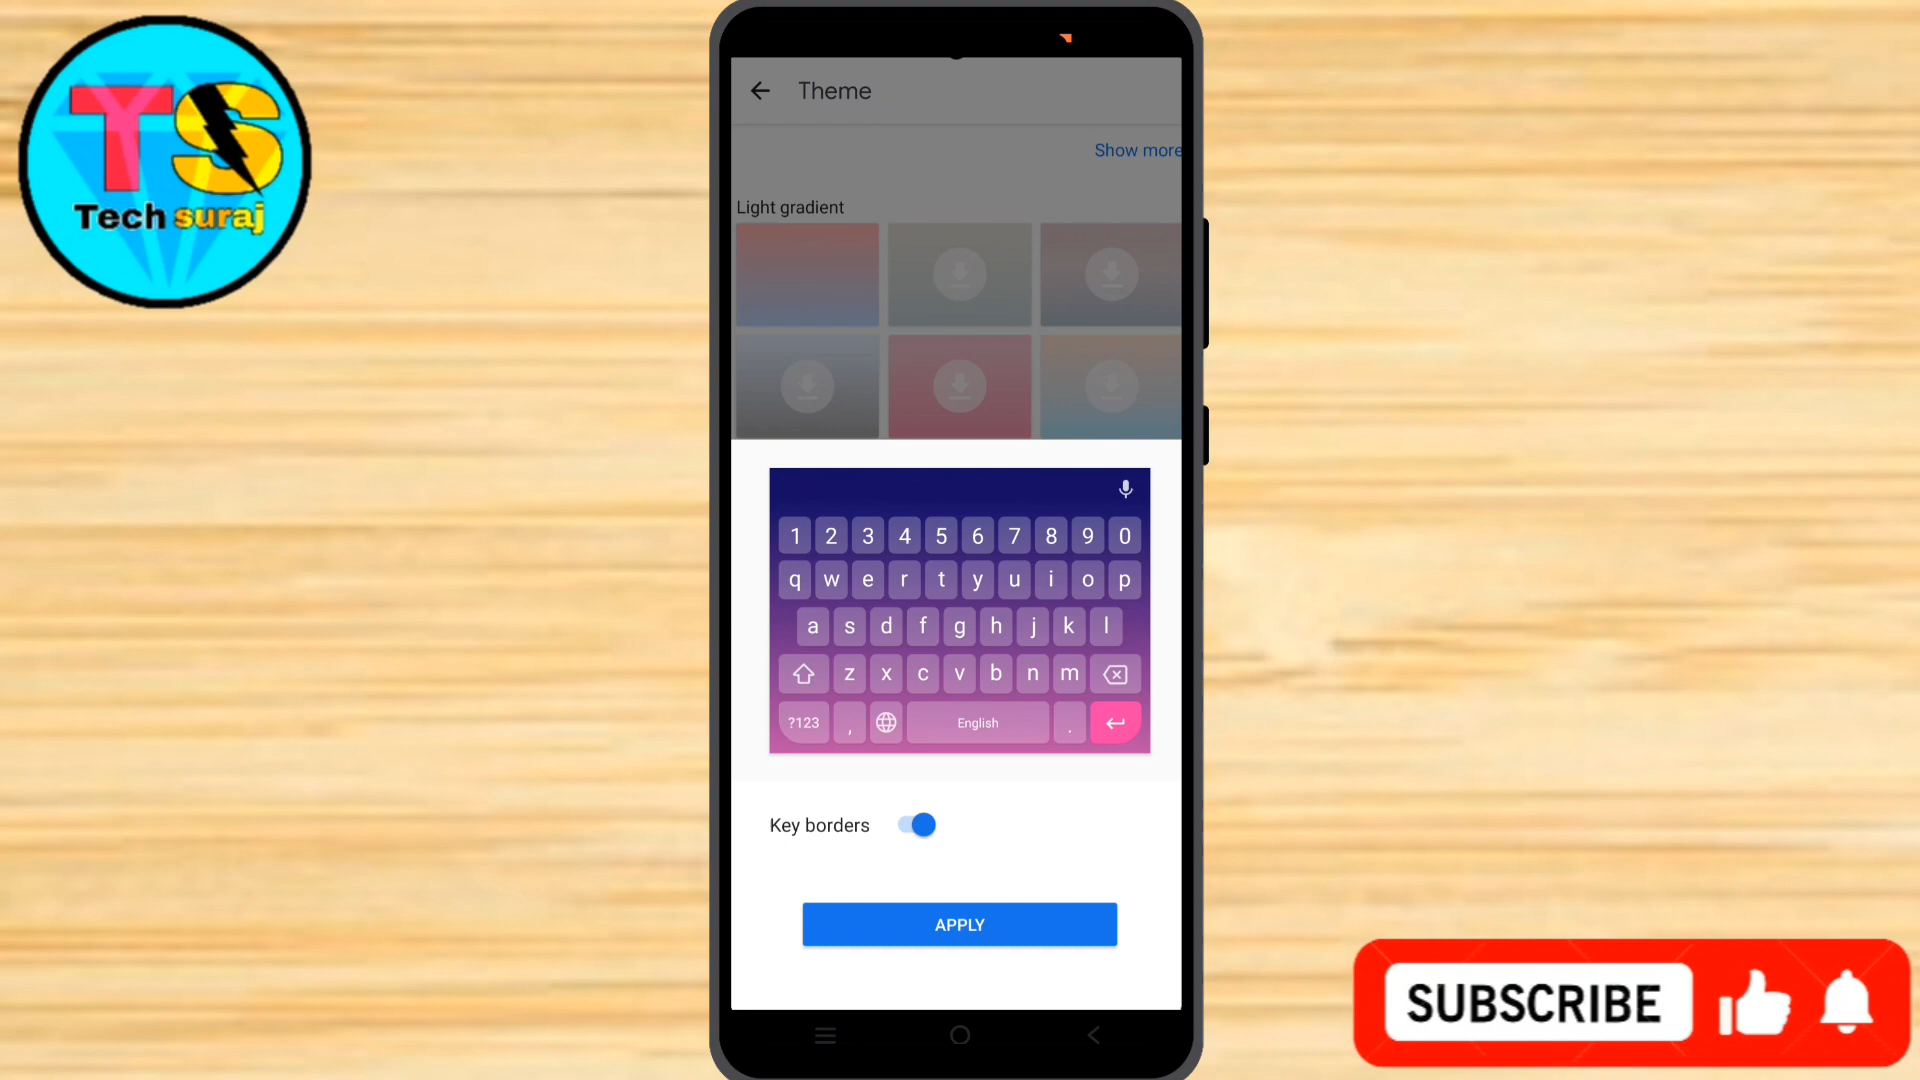 TS
Tech suraj
Theme
Show more
Light gradient
1 2 3 4 5 6 7 8 9 0
q w e r t y u i o p
a s d f g h j k l
z x c v b n m
?123 , English .
Key borders
APPLY
SUBSCRIBE